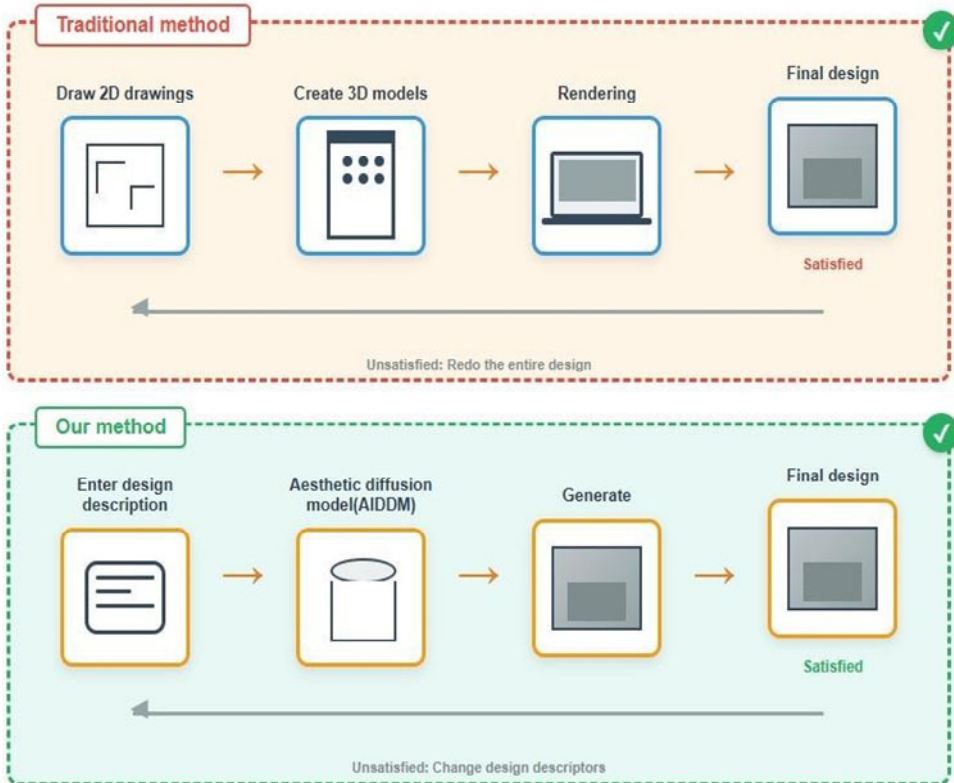 Traditional method
Draw 2D drawings
Create 3D models
Rendering
Final design
Satisfied
Unsatisfied: Redo the entire design
Our method
Enter design
description
Aesthetic diffusion
model(AIDDM)
Generate
Final design
Satisfied
Unsatisfied: Change design descriptors